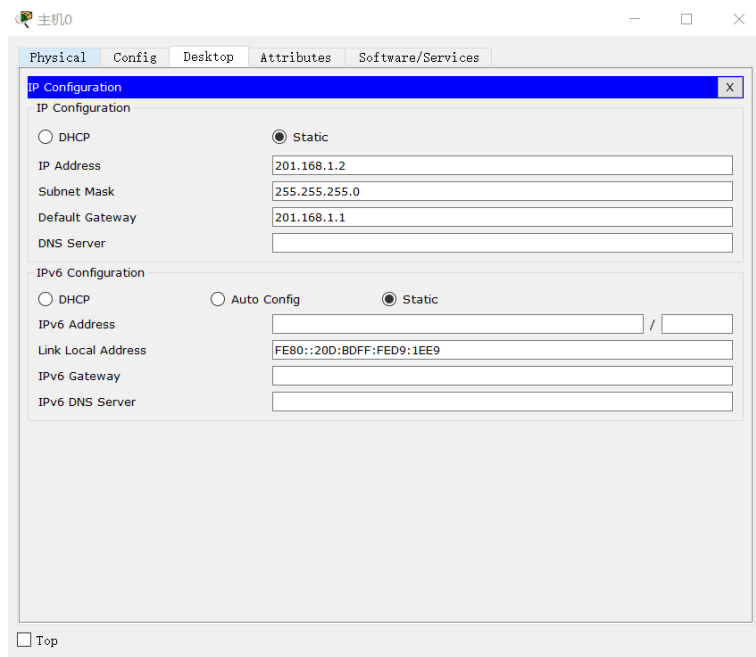 主机0
Physical Config Desktop Attributes Software/Services
IP Configuration X
IP Configuration
DHCP Static
IP Address 201.168.1.2
Subnet Mask 255.255.255.0
Default Gateway 201.168.1.1
DNS Server
IPv6 Configuration
DHCP Auto Config Static
IPv6 Address /
Link Local Address FE80::20D:BDFF:FED9:1EE9
IPv6 Gateway
IPv6 DNS Server
Top